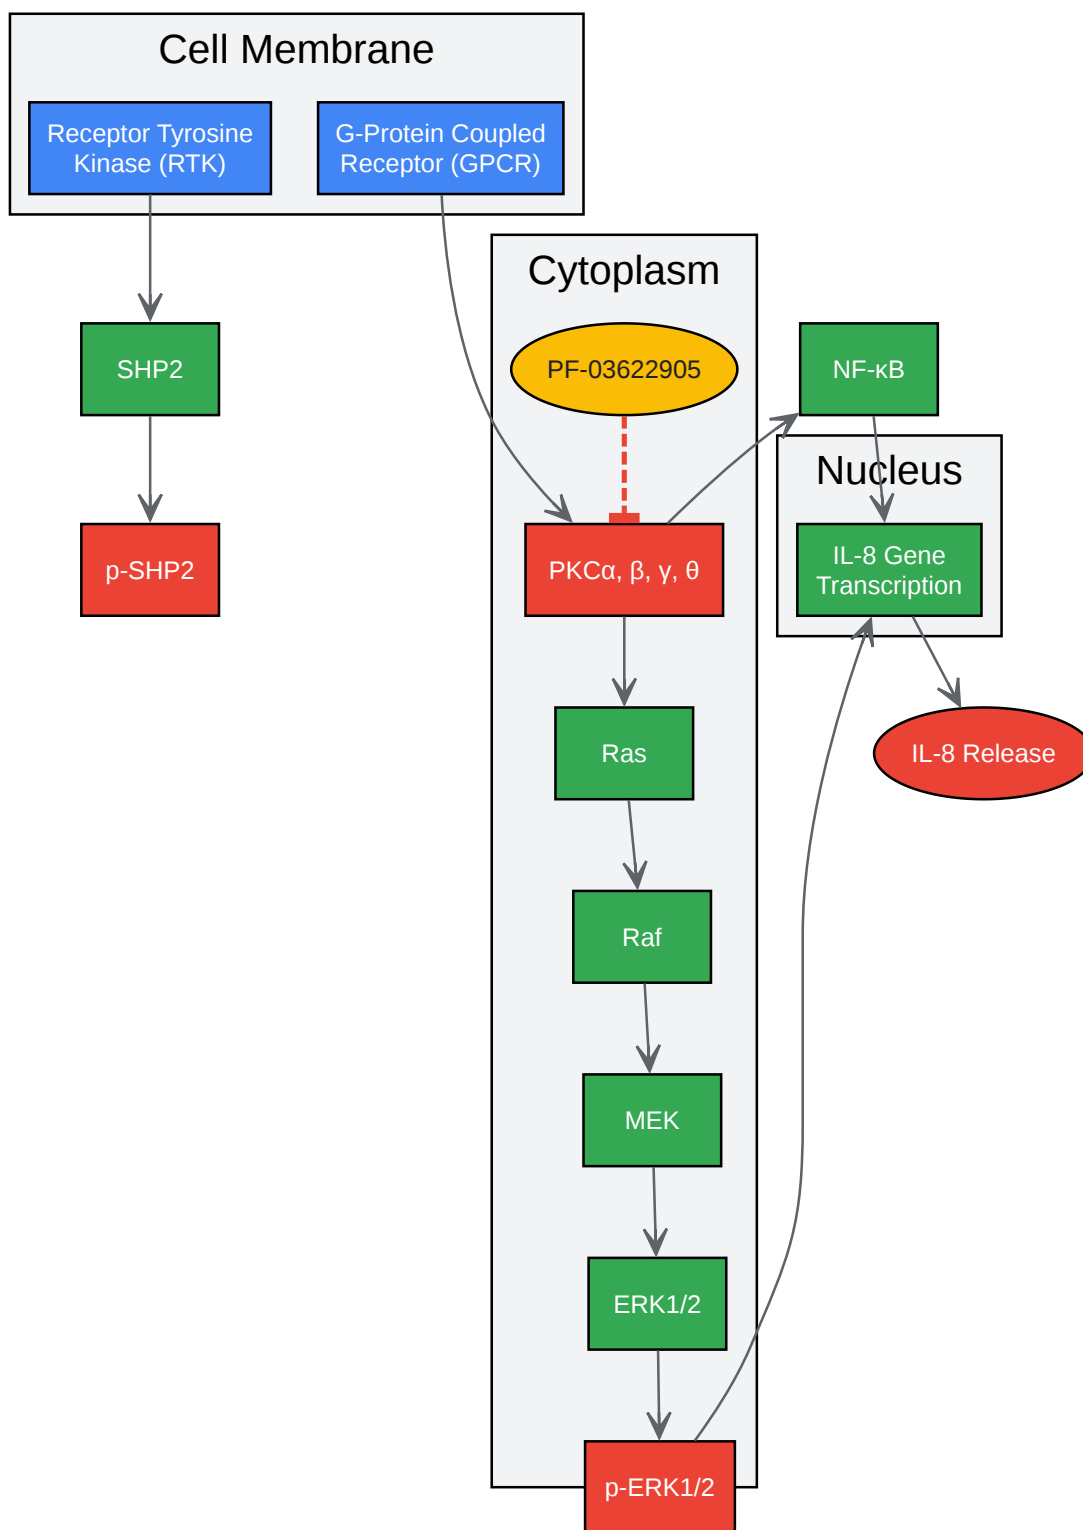 Cell Membrane
Receptor Tyrosine
Kinase (RTK)
G-Protein Coupled
Receptor (GPCR)
Cytoplasm
SHP2
PF-03622905
NF-κB
Nucleus
p-SHP2
PKCα, β, γ, θ
IL-8 Gene
Transcription
Ras
IL-8 Release
Raf
MEK
ERK1/2
p-ERK1/2